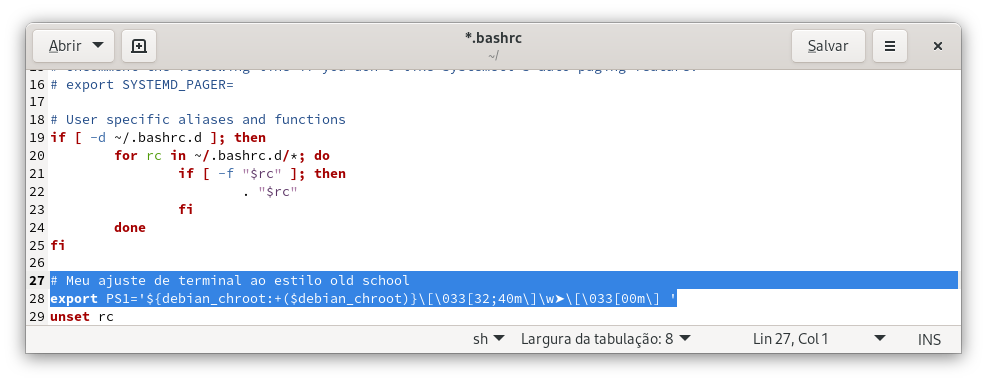 Abrir
*.bashrc
~/
Salvar
16 # export SYSTEMD_PAGER=
17
18 # User specific aliases and functions
19 if [ -d ~/.bashrc.d ]; then
20 for rc in ~/.bashrc.d/*; do
21 if [ -f "$rc" ]; then
22 . "$rc"
23 fi
24 done
25 fi
26
27 # Meu ajuste de terminal ao estilo old school
28 export PS1='${debian_chroot:+($debian_chroot)}\[\033[32;40m\]\w➤\[\033[00m\] '
29 unset rc
sh Largura da tabulação: 8 Lin 27, Col 1 INS